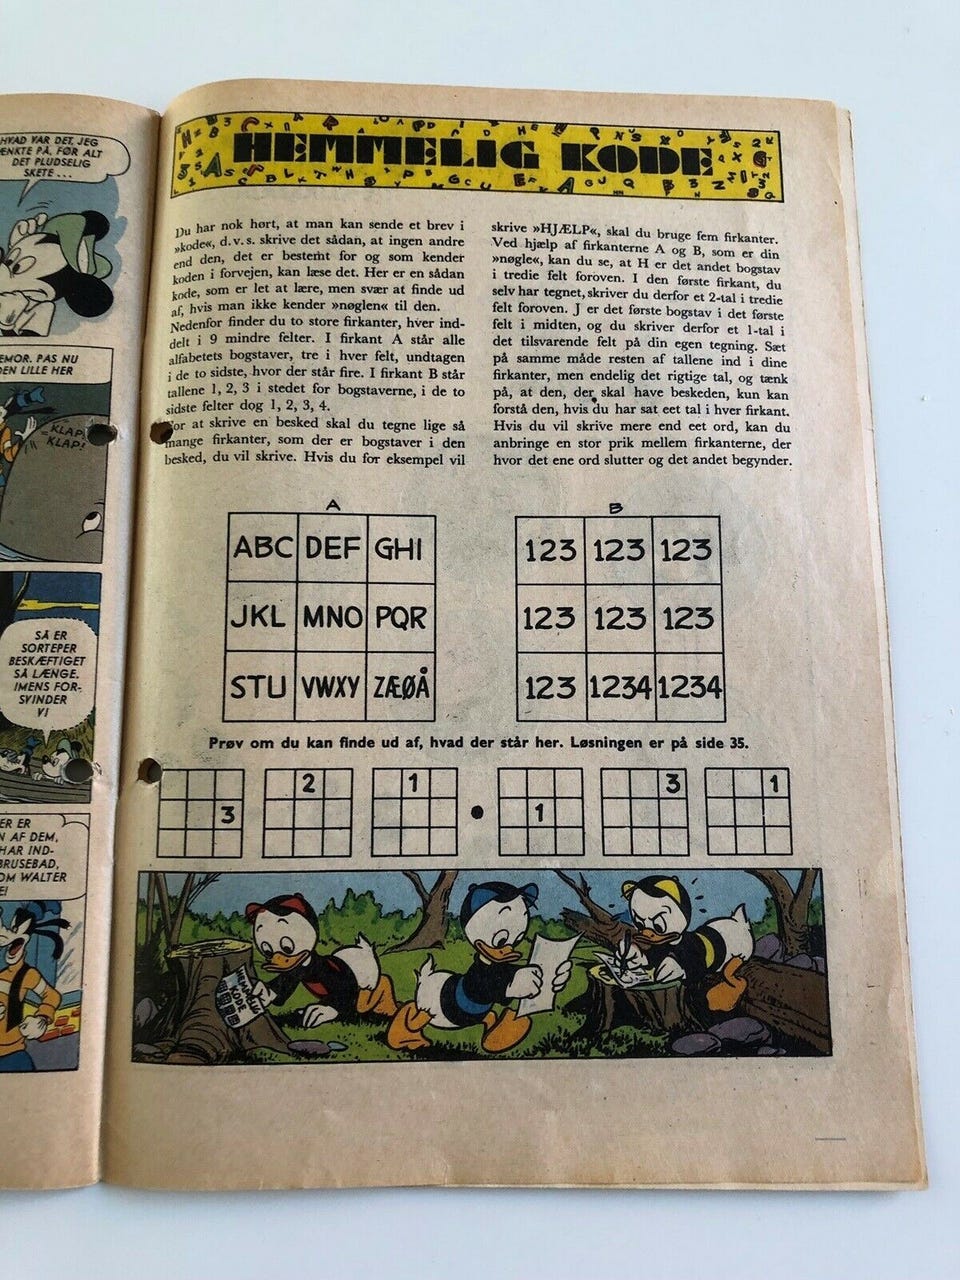 HVAD VAR DET, JEG
ENKTE PÅ, FØR ALT
DET PLUDSELIG
SKETE...
EMOR. PAS NU
EN LILLE HER
KLAP!
KLAP!
SÅ ER
SORTEPER
BESKÆFTIGET
SÅ LÆNGE.
IMENS FOR-
SVINDER
VI
ER ER
N AF DEM,
HAR IND-
BRUSEBAD,
OM WALTER
E!
HEMMELIG KODE
Du har nok hørt, at man kan sende et brev i
»kode«, d.v.s. skrive det sådan, at ingen andre
end den, det er bestemt for og som kender
koden i forvejen, kan læse det. Her er en sådan
kode, som er let at lære, men svær at finde ud
af, hvis man ikke kender »nøglen« til den.
Nedenfor finder du to store firkanter, hver ind-
delt i 9 mindre felter. I firkant A står alle
alfabetets bogstaver, tre i hver felt, undtagen
i de to sidste, hvor der står fire. I firkant B står
tallene 1, 2, 3 i stedet for bogstaverne, i de to
sidste felter dog 1, 2, 3, 4.
For at skrive en besked skal du tegne lige så
mange firkanter, som der er bogstaver i den
besked, du vil skrive. Hvis du for eksempel vil
skrive »HJÆLP«, skal du bruge fem firkanter.
Ved hjælp af firkanterne A og B, som er din
»nøgle«, kan du se, at H er det andet bogstav
i tredie felt foroven. I den første firkant, du
selv har tegnet, skriver du derfor et 2-tal i tredie
felt foroven. J er det første bogstav i det første
felt i midten, og du skriver derfor et 1-tal i
det tilsvarende felt på din egen tegning. Sæt
på samme måde resten af tallene ind i dine
firkanter, men endelig det rigtige tal, og tænk
på, at den, der skal have beskeden, kun kan
forstå den, hvis du har sat eet tal i hver firkant.
Hvis du vil skrive mere end eet ord, kan du
anbringe en stor prik mellem firkanterne, der
hvor det ene ord slutter og det andet begynder.
A
ABC DEF GHI
JKL MNO PQR
STU VWXY ZÆØÅ
B
123 123 123
123 123 123
123 1234 1234
Prøv om du kan finde ud af, hvad der står her. Løsningen er på side 35.
3 2 1 • 1 3 1
HEMMELIG
KODE